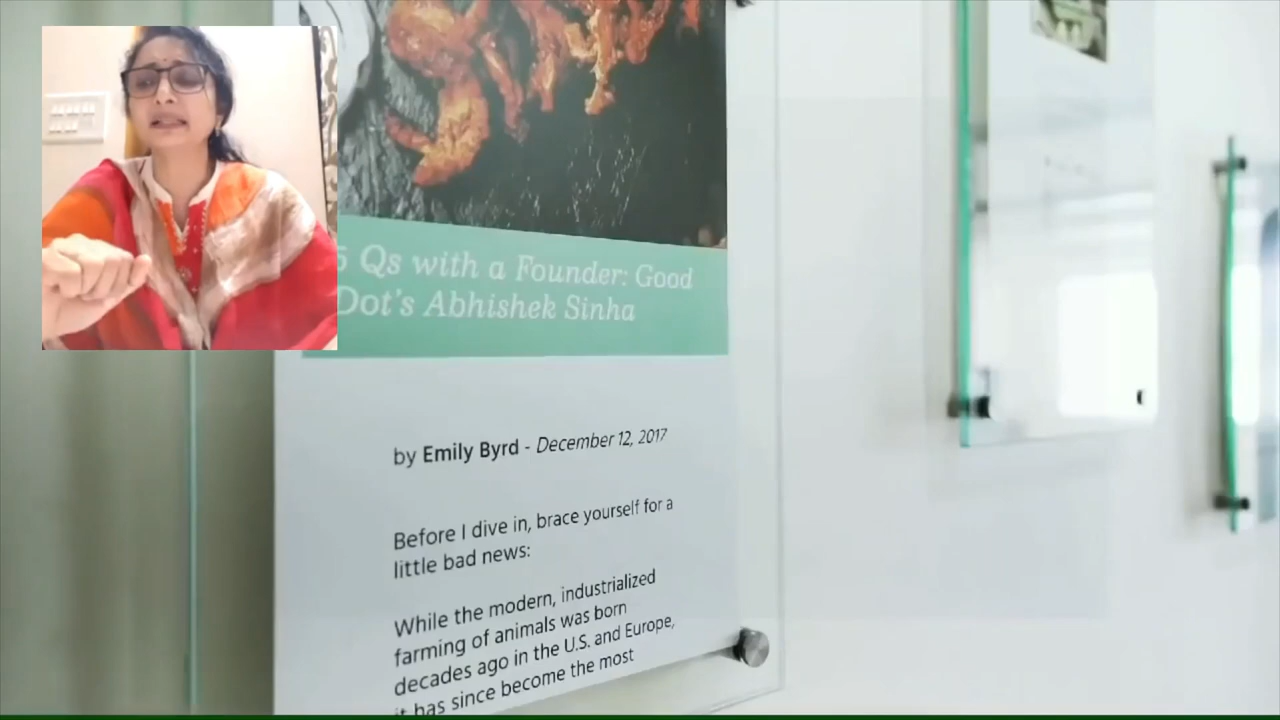 5 Qs with a Founder: Good
Dot's Abhishek Sinha
by Emily Byrd - December 12, 2017
Before I dive in, brace yourself for a
little bad news:
While the modern, industrialized
farming of animals was born
decades ago in the U.S. and Europe,
it has since become the most